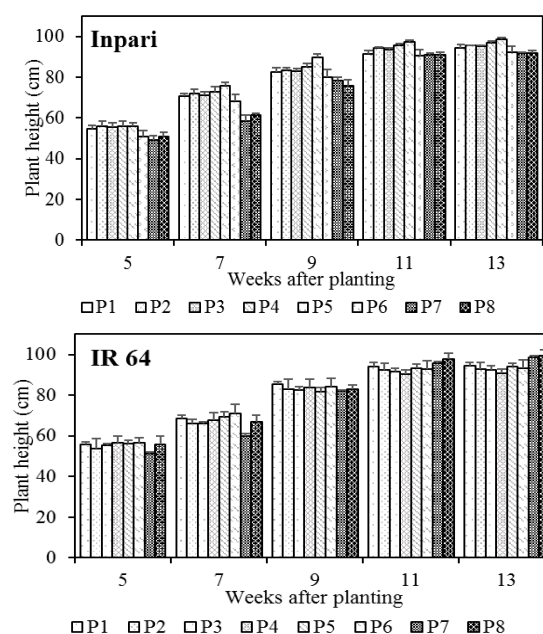 Inpari
Plant height (cm)
100
80
60
40
20
0
5 7 9 11 13
Weeks after planting
P1 P2 P3 P4 P5 P6 P7 P8
IR 64
Plant height (cm)
100
80
60
40
20
0
5 7 9 11 13
Weeks after planting
P1 P2 P3 P4 P5 P6 P7 P8